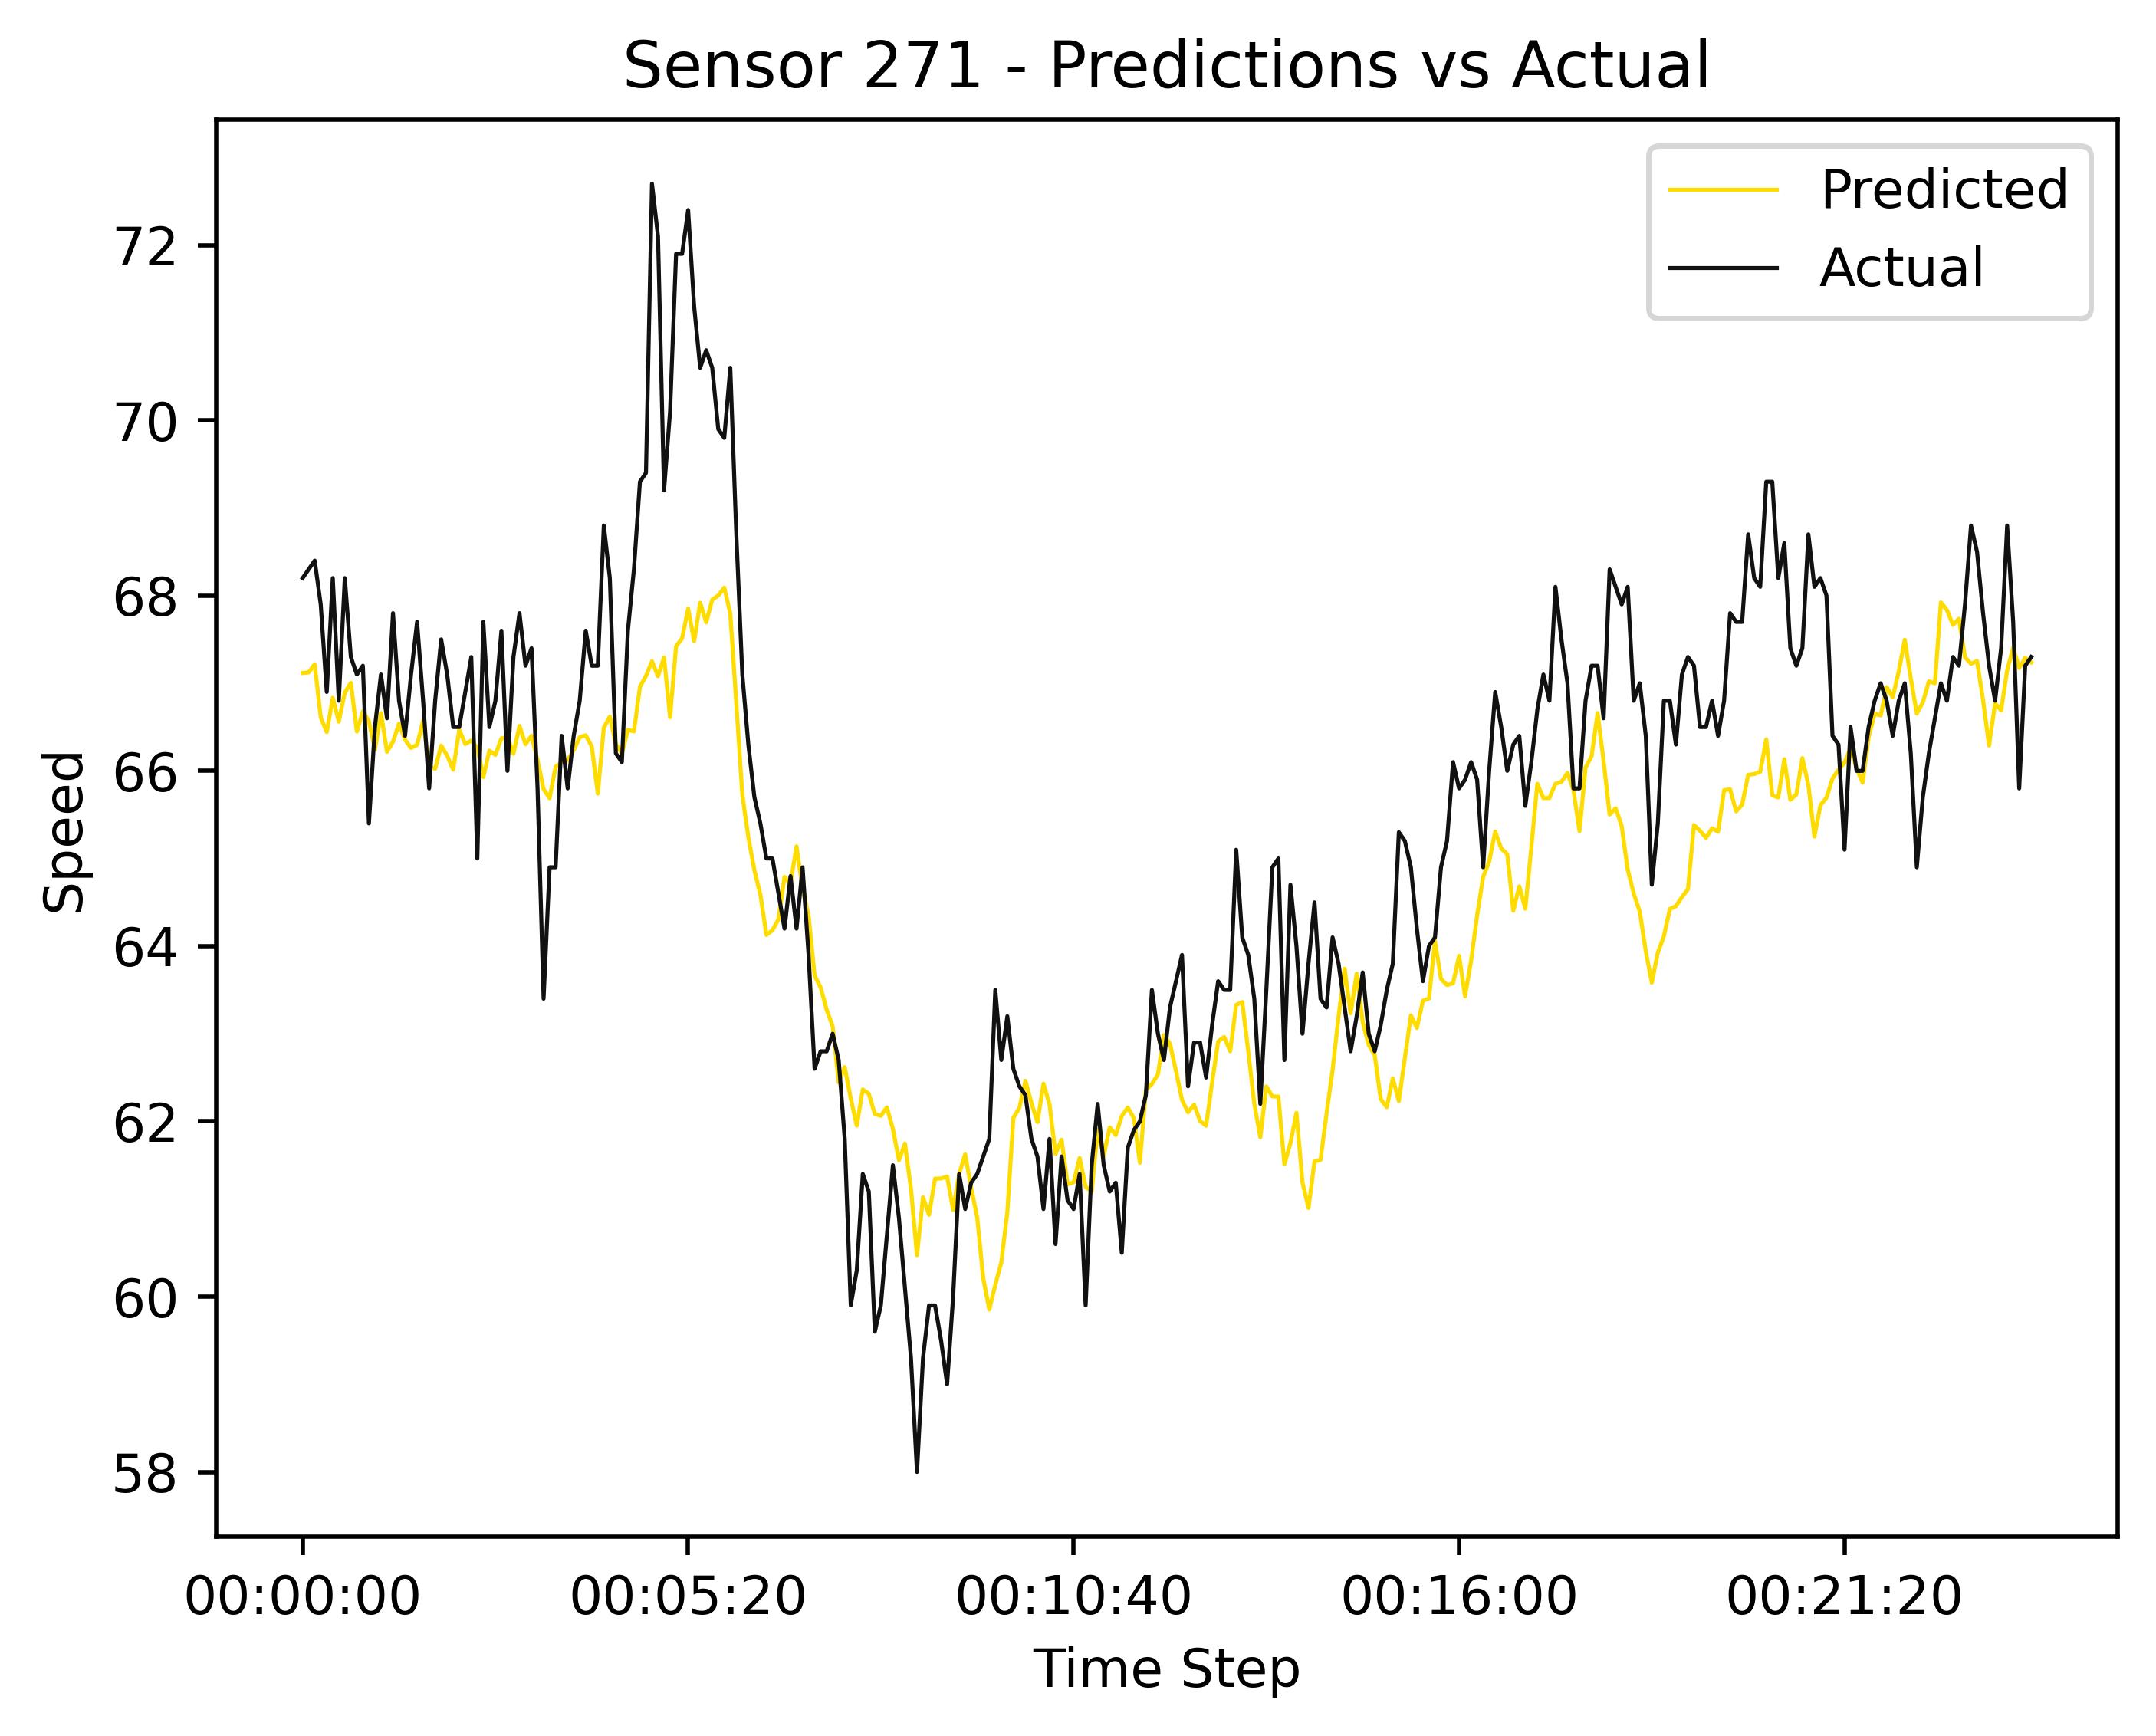 Sensor 271 - Predictions vs Actual
Predicted
Actual
72
70
68
66
64
62
60
58
Speed
00:00:00 00:05:20 00:10:40 00:16:00 00:21:20
Time Step